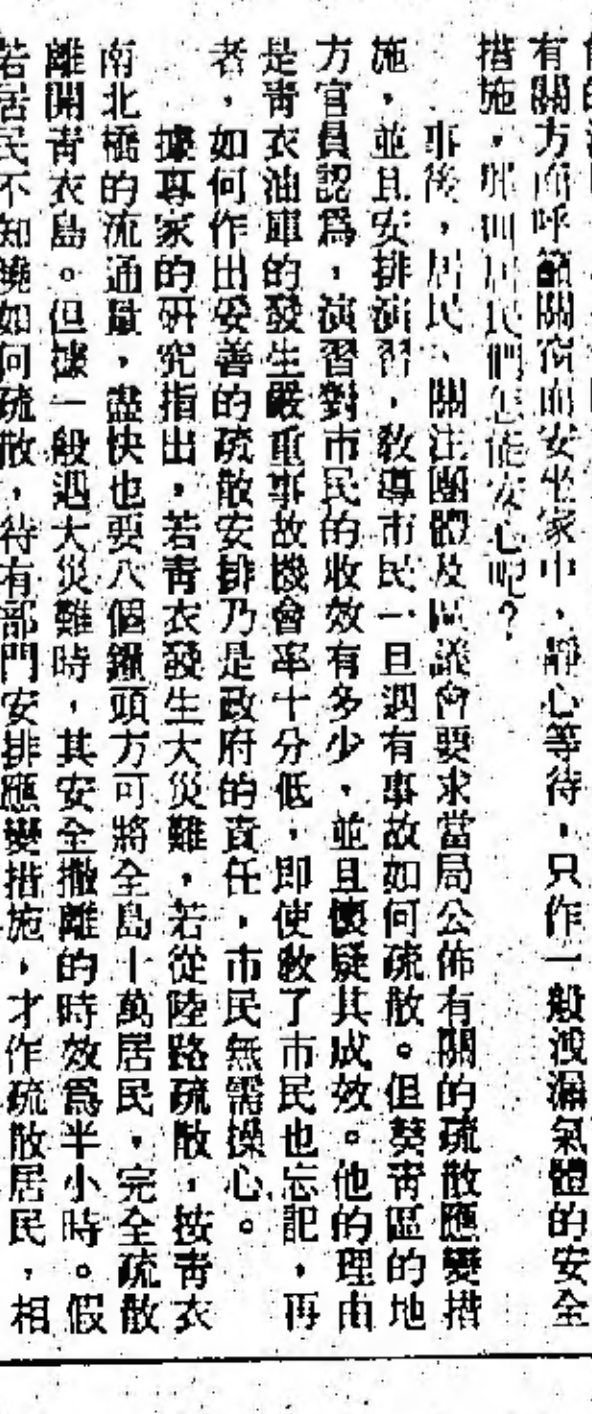 有關方面呼籲關窗而安坐家中,靜心等待,只作一般洩漏氣體的安全
措施,那叫居民們怎能安心呢?
事後,居民、關注團體及區議會要求當局公佈有關的疏散應變措
施,並且安排演習,敎導市民一旦遇有事故如何疏散。但葵靑區的地
方官員認爲,演習對市民的收效有多少,並且懷疑其成效。他的理由
是靑衣油庫的發生嚴重事故機會率十分低,即使敎了市民也忘記,再
者,如何作出妥善的疏散安排乃是政府的責任,市民無需操心。
據專家的硏究指出,若靑衣發生大災難,若從陸路疏散,按靑衣
南北橋的流通量,盡快也要八個鐘頭方可將全島十萬居民,完全疏散
離開靑衣島。但據一般遇大災難時,其安全撤離的時效爲半小時。假
若居民不知曉如何疏散,待有部門安排應變措施,才作疏散居民,相